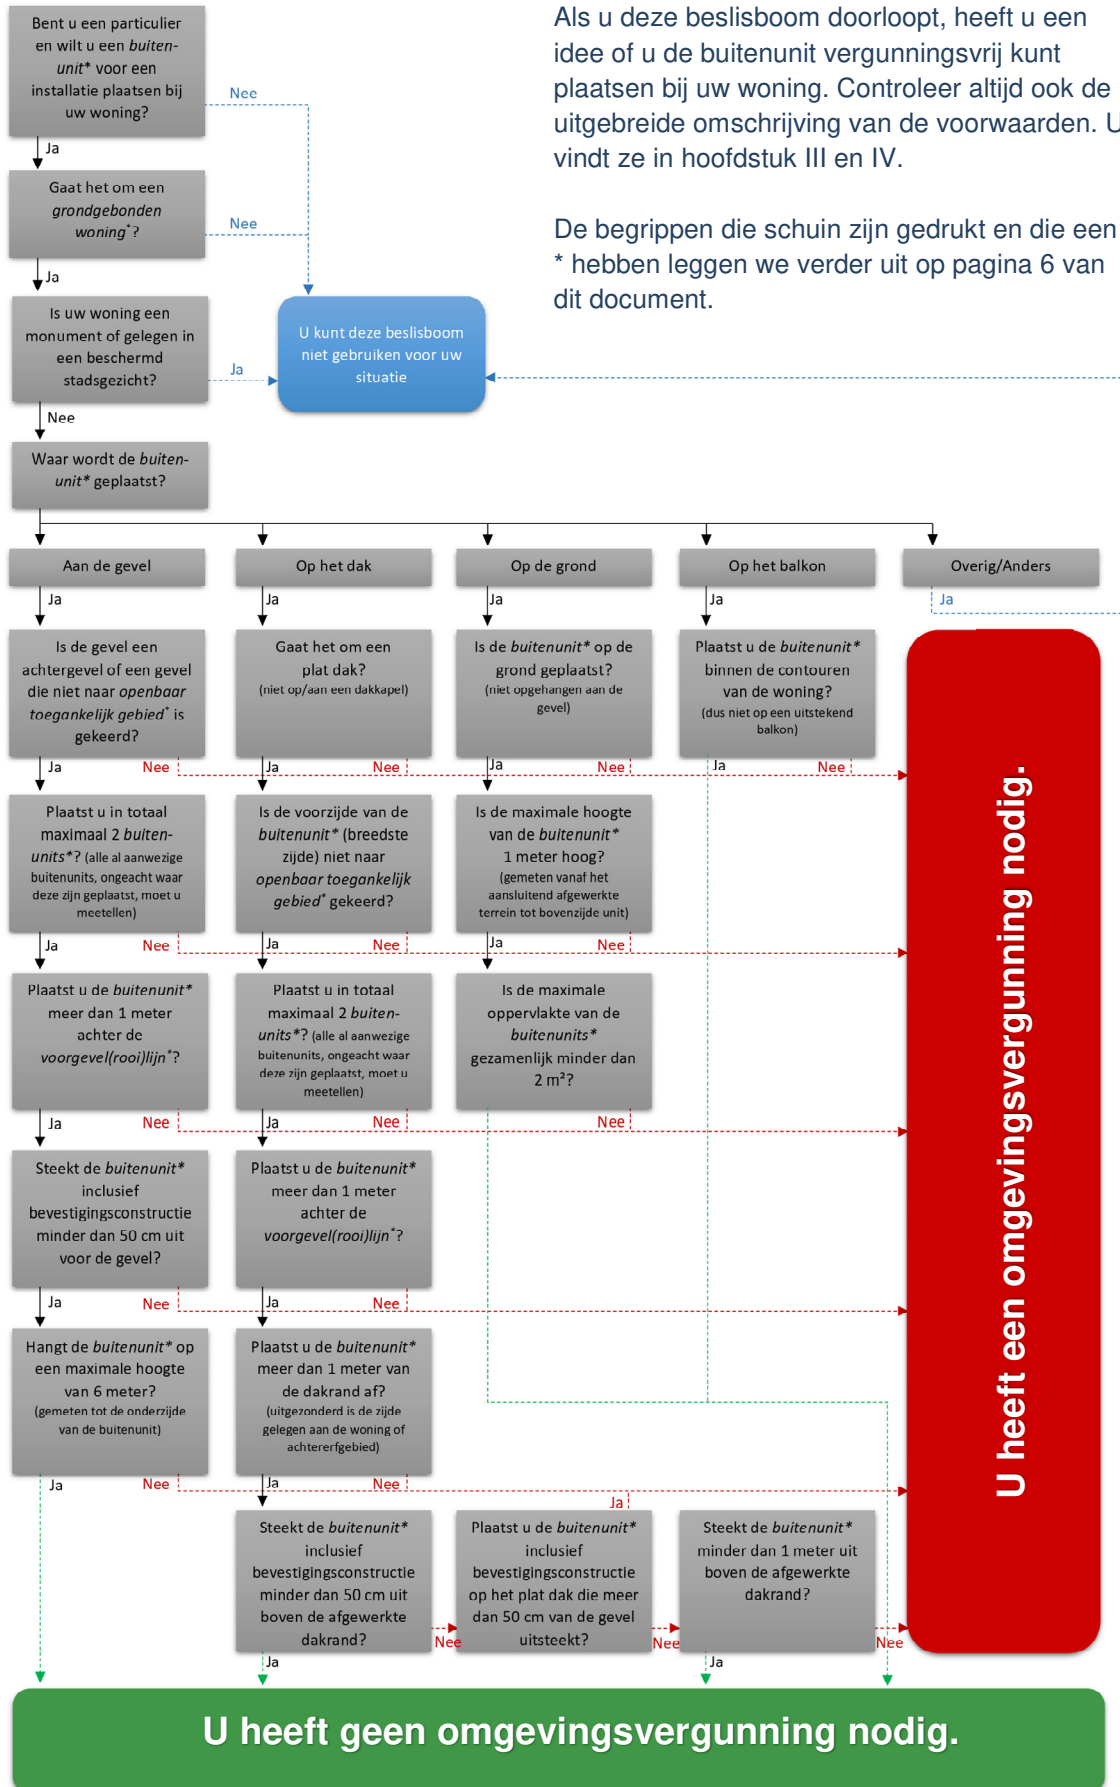 Bent u een particulier
en wilt u een buiten-
unit* voor een
installatie plaatsen bij
uw woning?
Nee
Ja
Als u deze beslisboom doorloopt, heeft u een
idee of u de buitenunit vergunningsvrij kunt
plaatsen bij uw woning. Controleer altijd ook de
uitgebreide omschrijving van de voorwaarden. U
vindt ze in hoofdstuk III en IV.
De begrippen die schuin zijn gedrukt en die een
* hebben leggen we verder uit op pagina 6 van
dit document.
Gaat het om een
grondgebonden
woning*?
Nee
Ja
Is uw woning een
monument of gelegen in
een beschermd
stadsgezicht?
Ja
Nee
U kunt deze beslisboom
niet gebruiken voor uw
situatie
Waar wordt de buiten-
unit* geplaatst?
Aan de gevel
Op het dak
Op de grond
Op het balkon
Overig/Anders
Ja
Ja
Ja
Ja
Ja
Is de gevel een
achtergevel of een gevel
die niet naar openbaar
toegankelijk gebied* is
gekeerd?
Gaat het om een
plat dak?
(niet op/aan een dakkapel)
Is de buitenunit* op de
grond geplaatst?
(niet opgehangen aan de
gevel)
Plaatst u de buitenunit*
binnen de contouren
van de woning?
(dus niet op een uitstekend
balkon)
Ja
Nee
Ja
Nee
Ja
Nee
Ja
Nee
Plaatst u in totaal
maximaal 2 buiten-
units*? (alle al aanwezige
buitenunits, ongeacht waar
deze zijn geplaatst, moet u
meetellen)
Is de voorzijde van de
buitenunit* (breedste
zijde) niet naar
openbaar toegankelijk
gebied* gekeerd?
Is de maximale hoogte
van de buitenunit*
1 meter hoog?
(gemeten vanaf het
aansluitend afgewerkte
terrein tot bovenzijde unit)
Ja
Nee
Ja
Nee
Ja
Nee
Plaatst u de buitenunit*
meer dan 1 meter
achter de
voorgevel(rooi)lijn*?
Plaatst u in totaal
maximaal 2 buiten-
units*? (alle al aanwezige
buitenunits, ongeacht waar
deze zijn geplaatst, moet u
meetellen)
Is de maximale
oppervlakte van de
buitenunits*
gezamenlijk minder dan
2 m²?
Ja
Nee
Ja
Nee
Nee
Steekt de buitenunit*
inclusief
bevestigingsconstructie
minder dan 50 cm uit
voor de gevel?
Plaatst u de buitenunit*
meer dan 1 meter
achter de
voorgevel(rooi)lijn*?
Ja
Nee
Ja
Nee
Hangt de buitenunit* op
een maximale hoogte
van 6 meter?
(gemeten tot de onderzijde
van de buitenunit)
Plaatst u de buitenunit*
meer dan 1 meter van
de dakrand af?
(uitgezonderd is de zijde
gelegen aan de woning of
achtererfgebied)
Ja
Nee
Ja
Nee
Ja
Steekt de buitenunit*
inclusief
bevestigingsconstructie
minder dan 50 cm uit
boven de afgewerkte
dakrand?
Nee
Ja
Plaatst u de buitenunit*
inclusief
bevestigingsconstructie
op het plat dak die meer
dan 50 cm van de gevel
uitsteekt?
Nee
Steekt de buitenunit*
minder dan 1 meter uit
boven de afgewerkte
dakrand?
Nee
Ja
U heeft een omgevingsvergunning nodig.
U heeft geen omgevingsvergunning nodig.